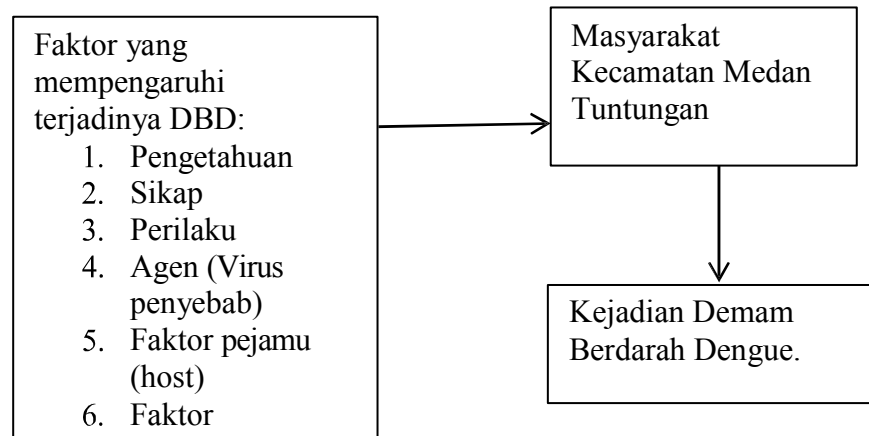 Faktor yang
mempengaruhi
terjadinya DBD:
1. Pengetahuan
2. Sikap
3. Perilaku
4. Agen (Virus
penyebab)
5. Faktor pejamu
(host)
6. Faktor
Masyarakat
Kecamatan Medan
Tuntungan
Kejadian Demam
Berdarah Dengue.